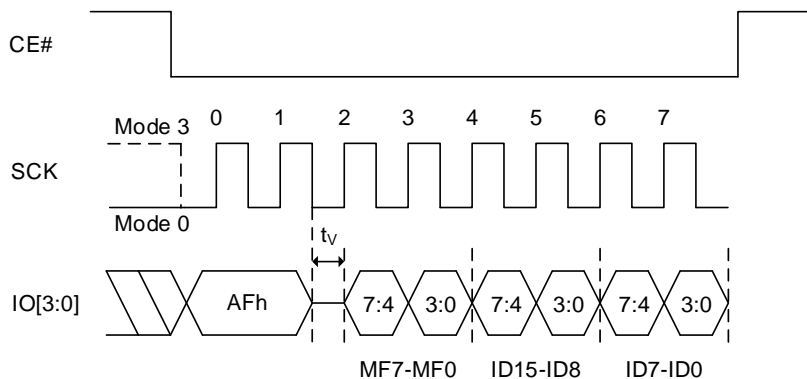 CE#
0 1 2 3 4 5 6 7
Mode 3
SCK
Mode 0
tV
IO[3:0]
AFh
7:4 3:0 7:4 3:0 7:4 3:0
MF7-MF0 ID15-ID8 ID7-ID0